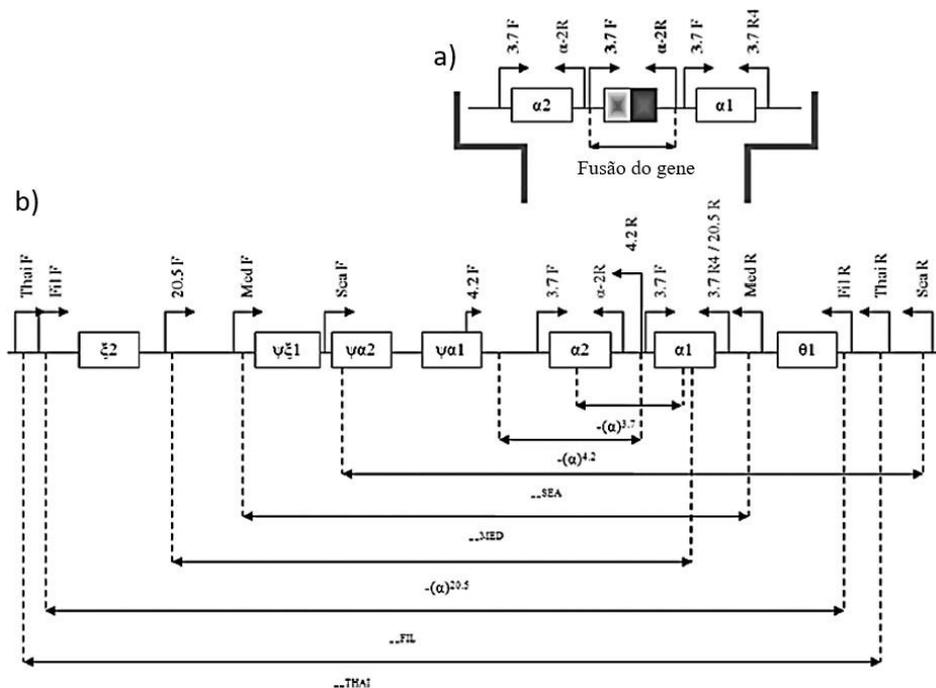 a)
3.7 F
α-2R
3.7 F
α-2R
3.7 F
3.7 R4
α2
α1
Fusão do gene
b)
Thai F
Fil F
20.5 F
Med F
Sea F
4.2 F
3.7 F
α-2R
4.2 R
3.7 F
3.7 R4 / 20.5 R
Med R
Fil R
Thai R
Sea R
ξ2
ψξ1
ψα2
ψα1
α2
α1
θ1
-(α)3.7
-(α)4.2
--SEA
--MED
-(α)20.5
--FIL
--THAI